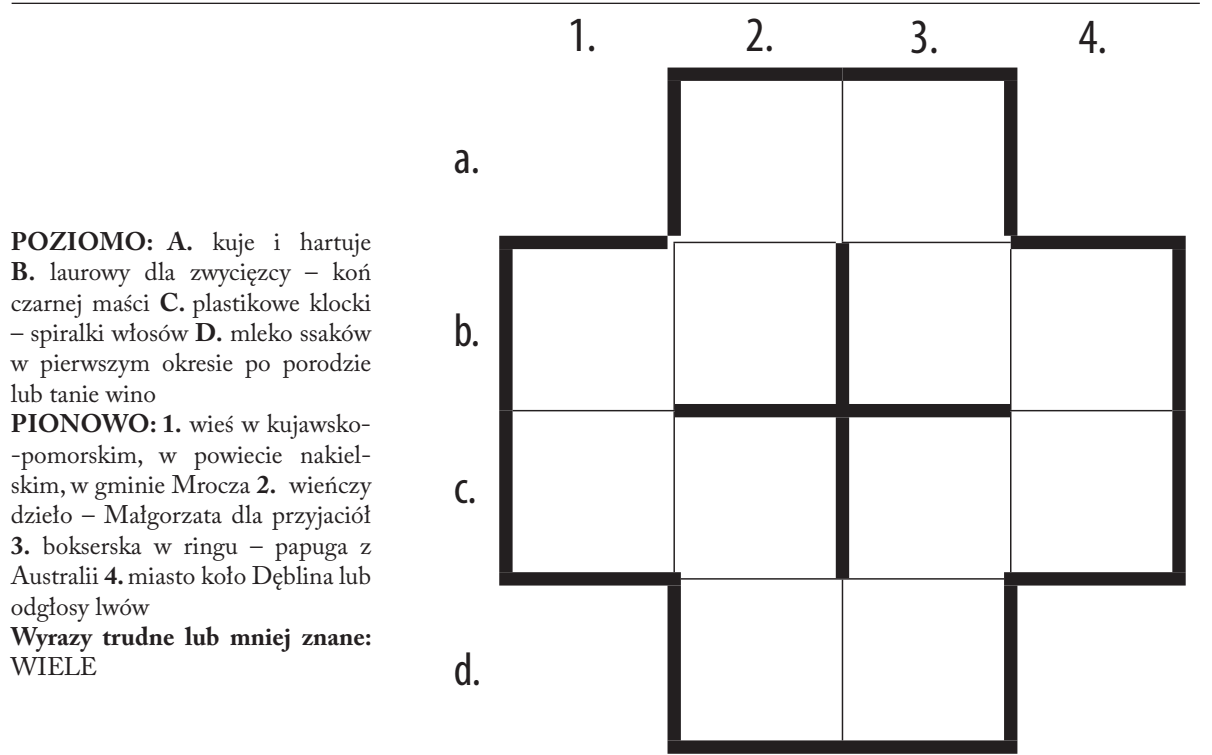 1. 2. 3. 4.
a.
b.
c.
d.
POZIOMO: A. kuje i hartuje
B. laurowy dla zwycięzcy – koń
czarnej maści C. plastikowe klocki
– spiralki włosów D. mleko ssaków
w pierwszym okresie po porodzie
lub tanie wino
PIONOWO: 1. wieś w kujawsko-
-pomorskim, w powiecie nakiel-
skim, w gminie Mrocza 2. wieńczy
dzieło – Małgorzata dla przyjaciół
3. bokserska w ringu – papuga z
Australii 4. miasto koło Dęblina lub
odgłosy lwów
Wyrazy trudne lub mniej znane:
WIELE